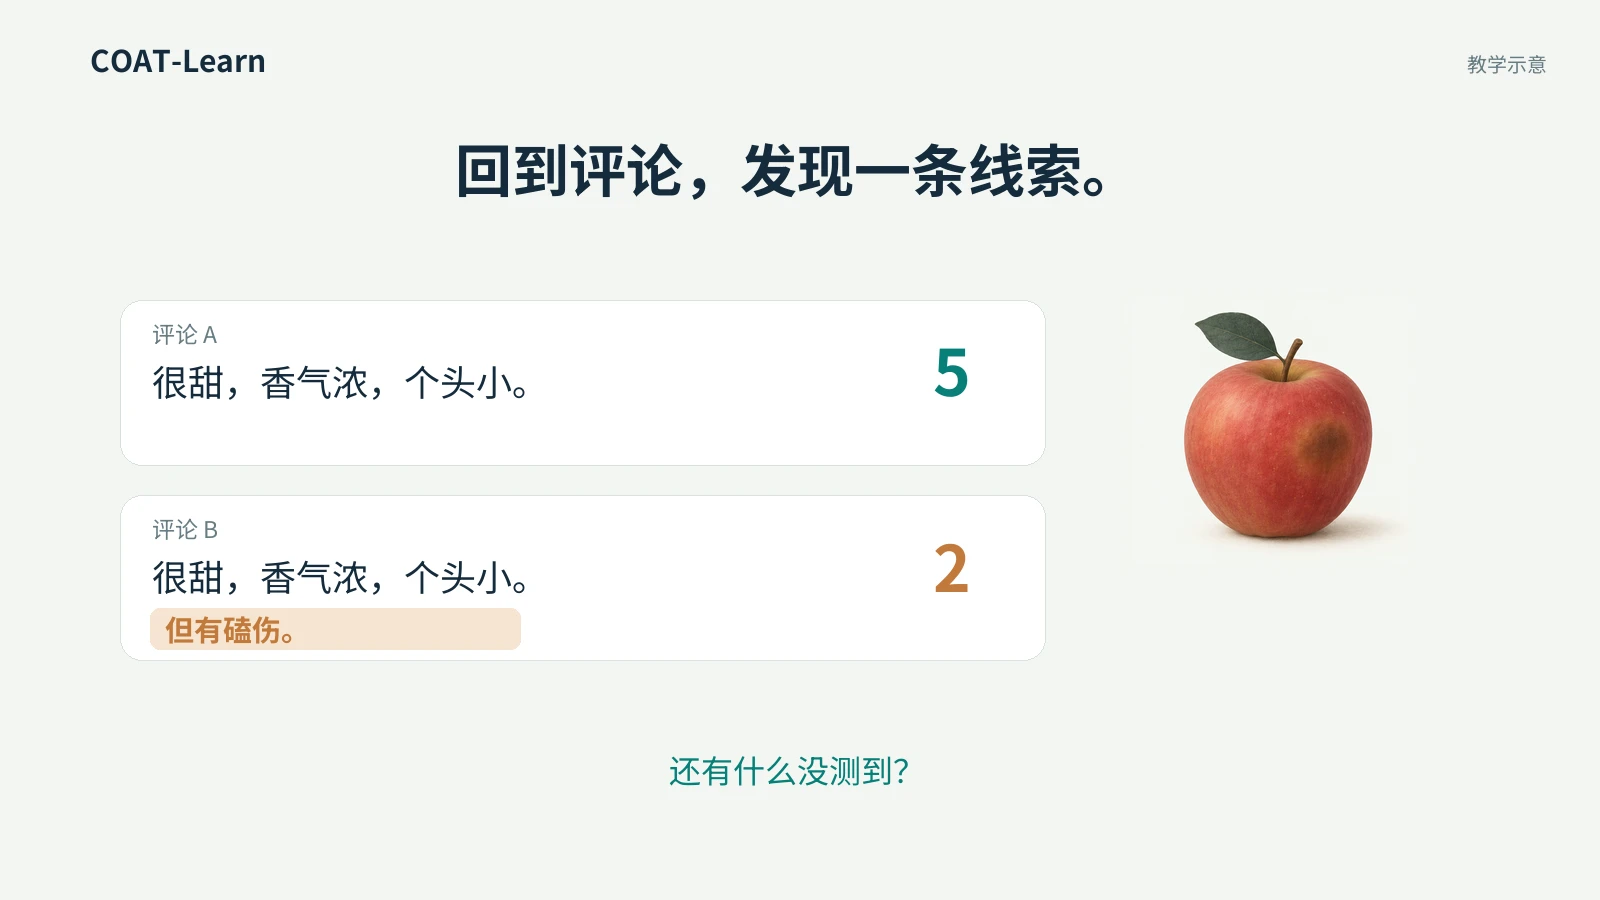 COAT-Learn
教学示意
回到评论，发现一条线索。
评论 A
很甜，香气浓，个头小。
5
评论 B
很甜，香气浓，个头小。
2
但有磕伤。
还有什么没测到？